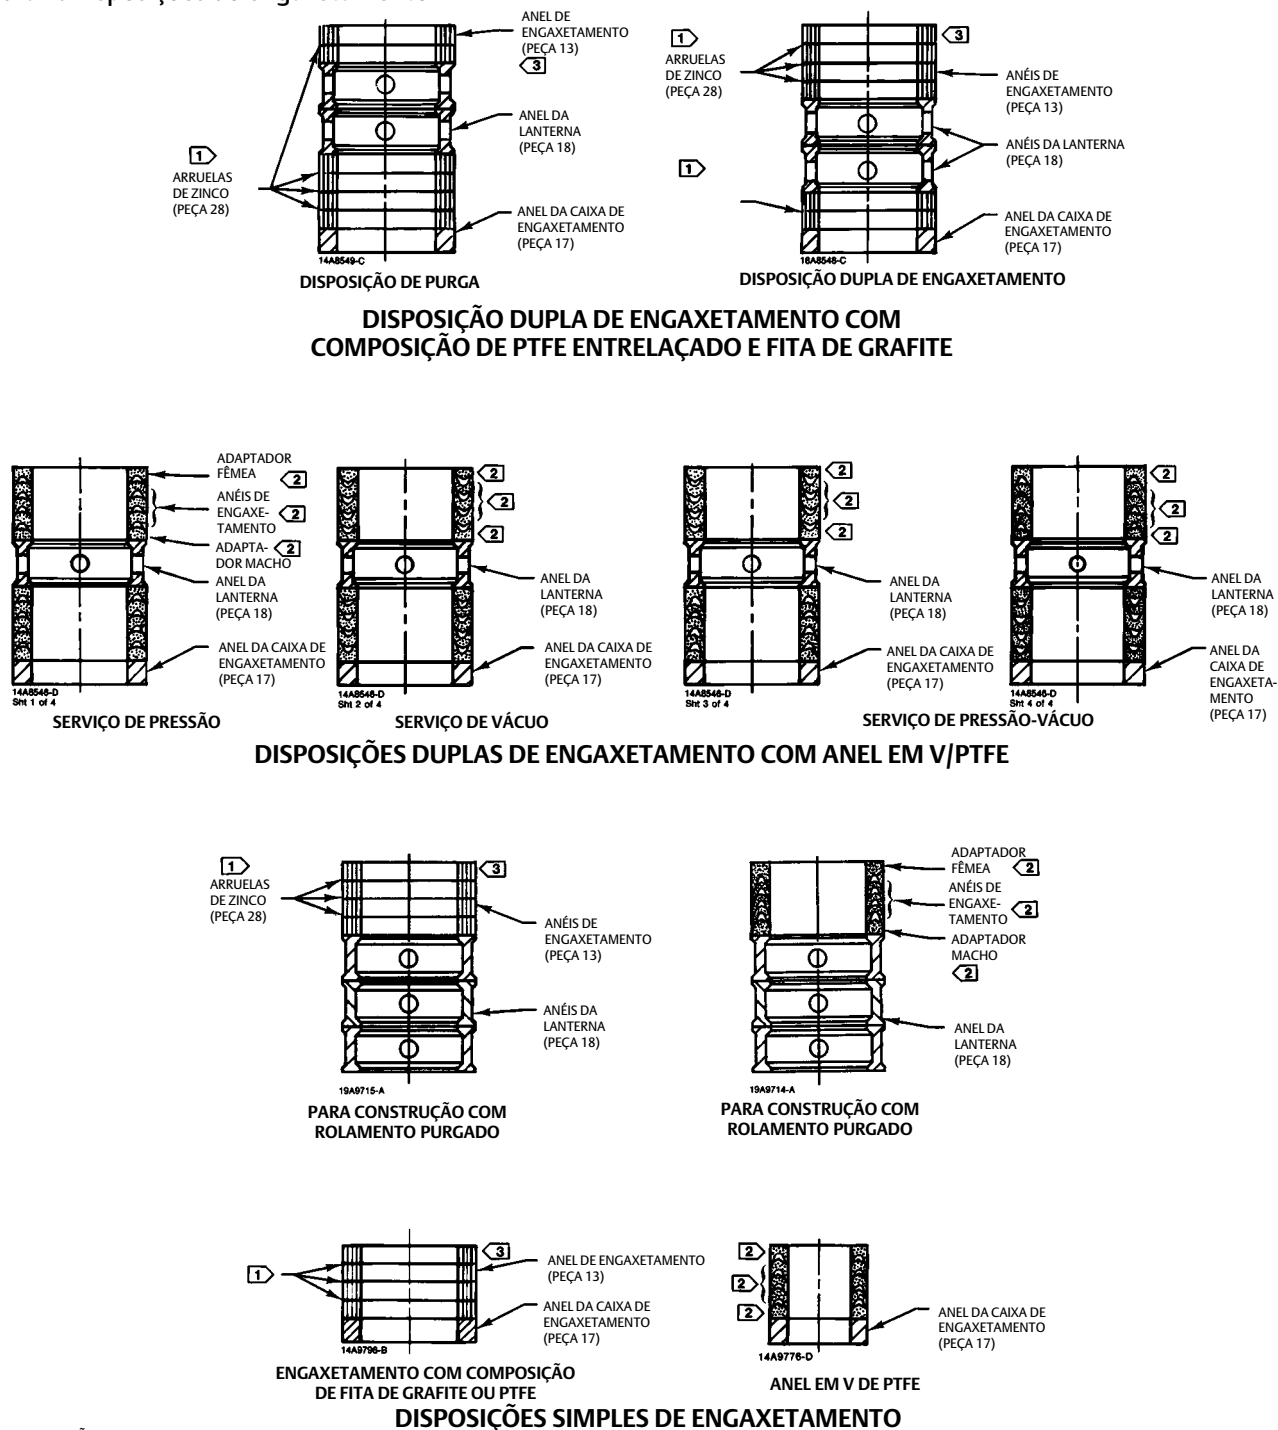 ANEL DE
ENGAXETAMENTO
(PEÇA 13)
3
ANEL DA
LANTERNA
(PEÇA 18)
1
ARRUELAS
DE ZINCO
(PEÇA 28)
ANEL DA CAIXA DE
ENGAXETAMENTO
(PEÇA 17)
14A8549-C
DISPOSIÇÃO DE PURGA
1
ARRUELAS
DE ZINCO
(PEÇA 28)
3
ANÉIS DE
ENGAXETAMENTO
(PEÇA 13)
ANÉIS DA LANTERNA
(PEÇA 18)
1
ANEL DA CAIXA DE
ENGAXETAMENTO
(PEÇA 17)
DISPOSIÇÃO DUPLA DE ENGAXETAMENTO
DISPOSIÇÃO DUPLA DE ENGAXETAMENTO COM
COMPOSIÇÃO DE PTFE ENTRELAÇADO E FITA DE GRAFITE
ADAPTADOR
FÊMEA 2
ANÉIS DE
ENGAXE- 2
TAMENTO
ADAPTA- 2
DOR MACHO
ANEL DA
LANTERNA
(PEÇA 18)
ANEL DA CAIXA DE
ENGAXETAMENTO
(PEÇA 17)
14A8546-D
Sht 1 of 4
SERVIÇO DE PRESSÃO
2
2
2
ANEL DA
LANTERNA
(PEÇA 18)
ANEL DA CAIXA DE
ENGAXETAMENTO
(PEÇA 17)
14A8546-D
Sht 2 of 4
SERVIÇO DE VÁCUO
2
2
2
ANEL DA
LANTERNA
(PEÇA 18)
ANEL DA CAIXA DE
ENGAXETAMENTO
(PEÇA 17)
14A8546-D
Sht 3 of 4
2
2
2
ANEL DA
LANTERNA
(PEÇA 18)
ANEL DA
CAIXA DE
ENGAXETA-
MENTO
(PEÇA 17)
14A8546-D
Sht 4 of 4
SERVIÇO DE PRESSÃO-VÁCUO
DISPOSIÇÕES DUPLAS DE ENGAXETAMENTO COM ANEL EM V/PTFE
1
ARRUELAS
DE ZINCO
(PEÇA 28)
3
ANÉIS DE
ENGAXETAMENTO
(PEÇA 13)
ANÉIS DA
LANTERNA
(PEÇA 18)
19A9715-A
PARA CONSTRUÇÃO COM
ROLAMENTO PURGADO
ADAPTADOR
FÊMEA 2
ANÉIS DE
ENGAXE-
TAMENTO 2
ADAPTADOR
MACHO
2
ANEL DA
LANTERNA
(PEÇA 18)
19A9714-A
PARA CONSTRUÇÃO COM
ROLAMENTO PURGADO
1
3
ANEL DE ENGAXETAMENTO
(PEÇA 13)
ANEL DA CAIXA DE
ENGAXETAMENTO
(PEÇA 17)
14A9796-B
ENGAXETAMENTO COM COMPOSIÇÃO
DE FITA DE GRAFITE OU PTFE
2
2
2
ANEL DA CAIXA DE
ENGAXETAMENTO
(PEÇA 17)
14A9776-D
ANEL EM V DE PTFE
DISPOSIÇÕES SIMPLES DE ENGAXETAMENTO